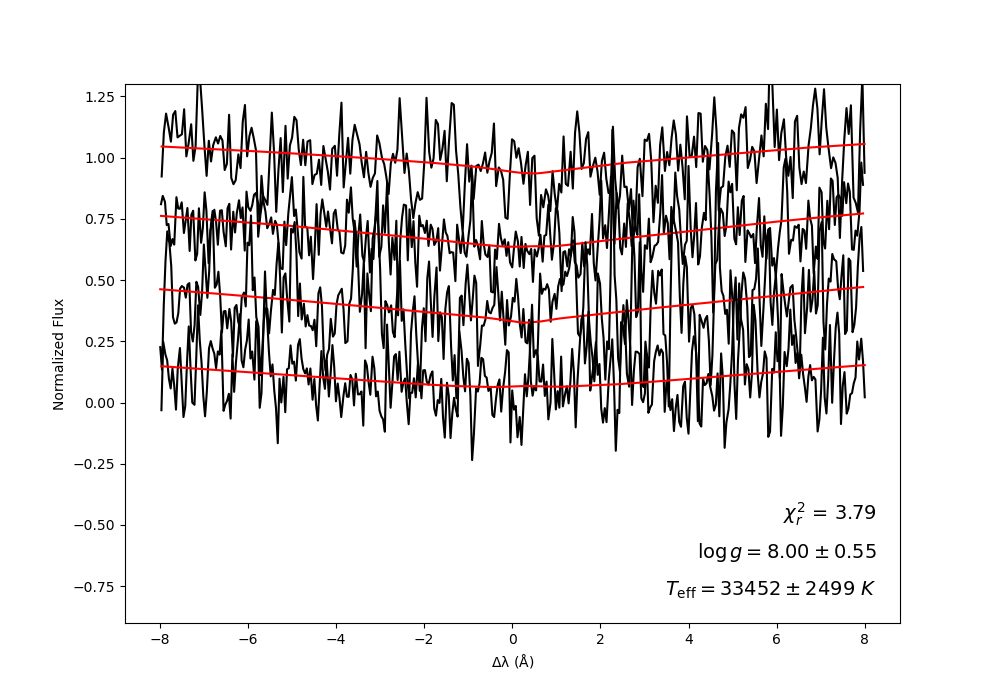 1.25
1.00
0.75
0.50
0.25
0.00
−0.25
−0.50
−0.75
Normalized Flux
χ²ᵣ = 3.79
log g = 8.00 ± 0.55
T_eff = 33452 ± 2499 K
−8 −6 −4 −2 0 2 4 6 8
Δλ (Å)